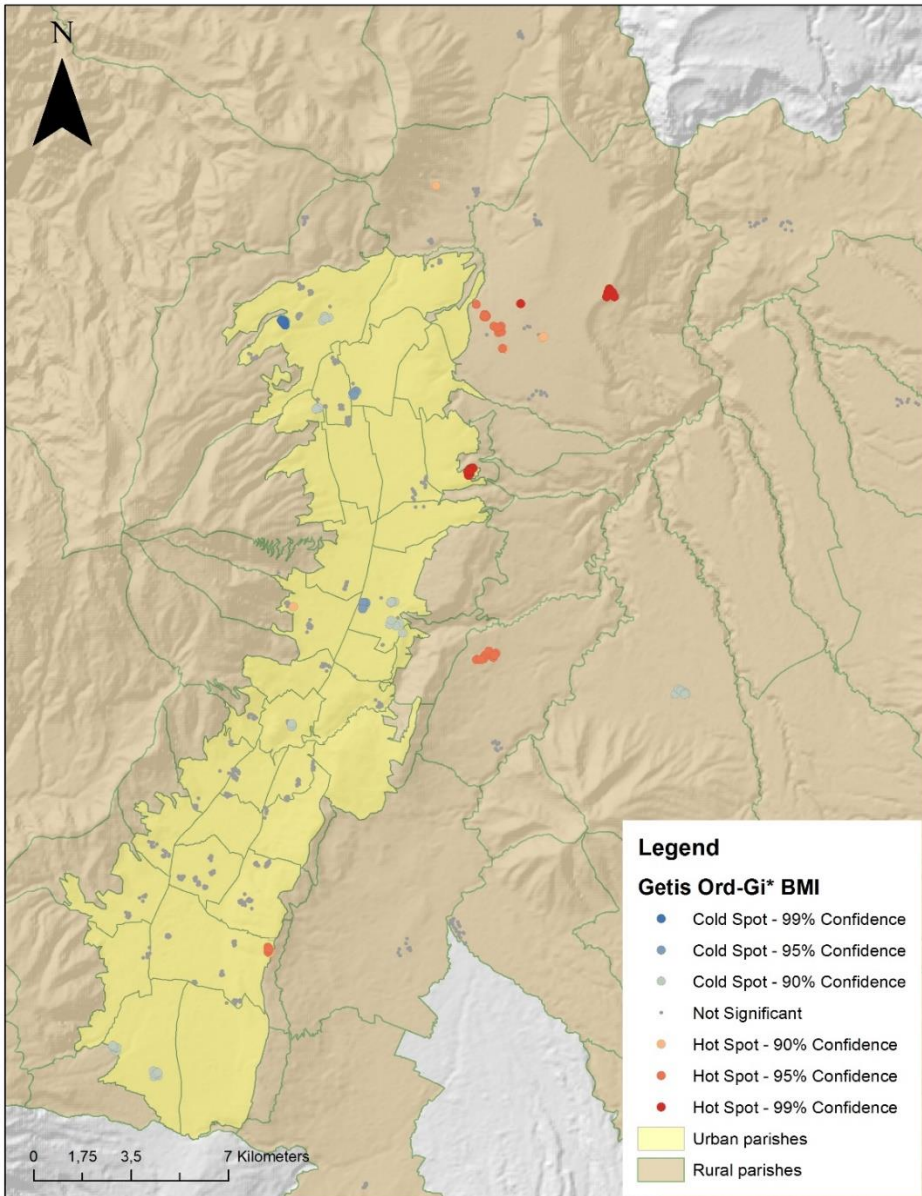 N
Legend
Getis Ord-Gi* BMI
Cold Spot - 99% Confidence
Cold Spot - 95% Confidence
Cold Spot - 90% Confidence
Not Significant
Hot Spot - 90% Confidence
Hot Spot - 95% Confidence
Hot Spot - 99% Confidence
Urban parishes
Rural parishes
0 1,75 3,5 7 Kilometers